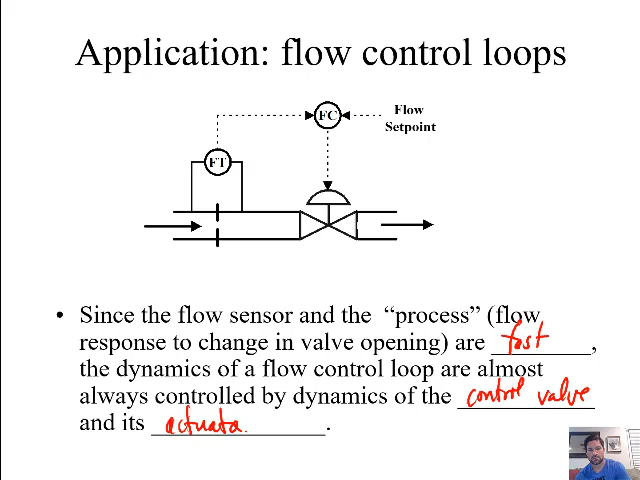 Application: flow control loops
FC
Flow
Setpoint
FT
• Since the flow sensor and the “process” (flow
response to change in valve opening) are fast,
the dynamics of a flow control loop are almost
always controlled by dynamics of the control valve
and its actuata.